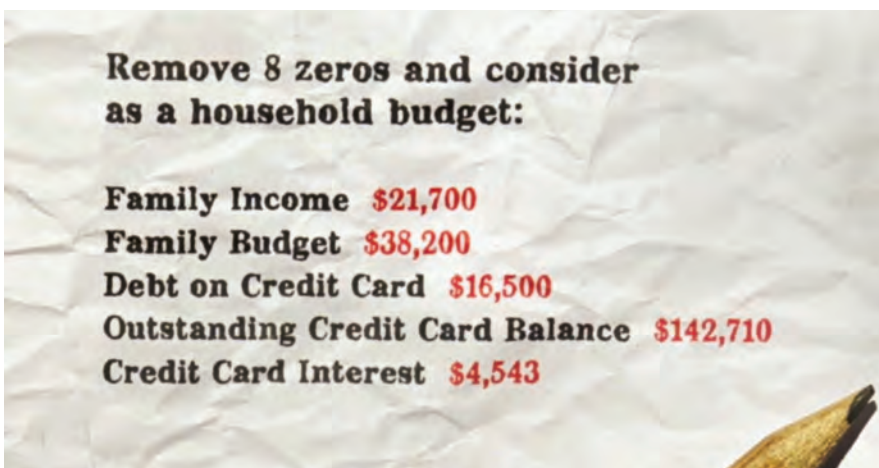 Remove 8 zeros and consider
as a household budget:
Family Income $21,700
Family Budget $38,200
Debt on Credit Card $16,500
Outstanding Credit Card Balance $142,710
Credit Card Interest $4,543